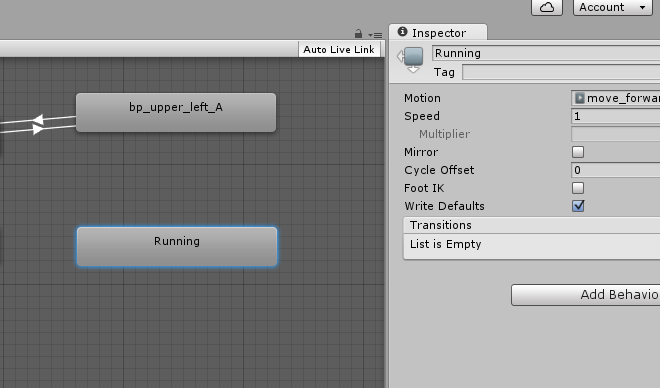 Account
Inspector
Auto Live Link
Running
Tag
bp_upper_left_A
Motion
move_forwa
Speed
1
Multiplier
Mirror
Cycle Offset
0
Foot IK
Write Defaults
Transitions
Running
List is Empty
Add Behavio